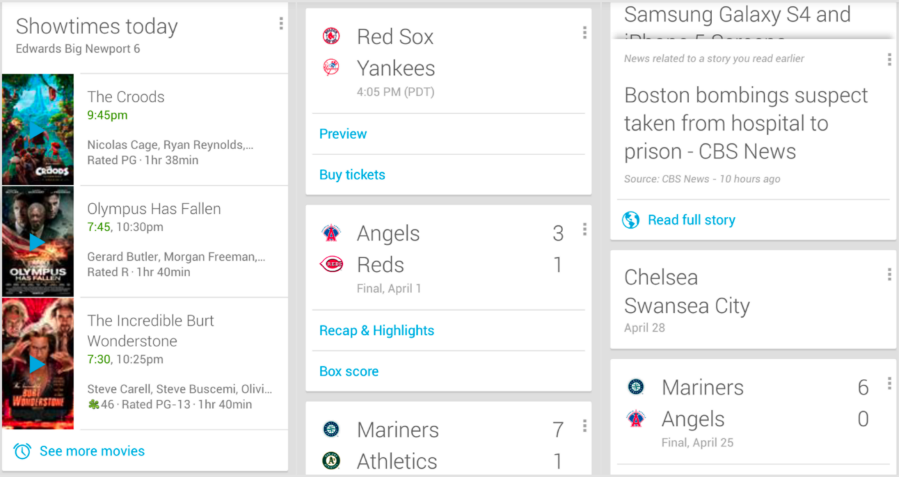 Showtimes today
Edwards Big Newport 6
The Croods
9:45pm
Nicolas Cage, Ryan Reynolds,...
Rated PG · 1hr 38min
CROODS
Olympus Has Fallen
7:45, 10:30pm
Gerard Butler, Morgan Freeman,...
Rated R · 1hr 40min
OLYMPUS
HAS FALLEN
The Incredible Burt
Wonderstone
7:30, 10:25pm
Steve Carell, Steve Buscemi, Olivi...
46 · Rated PG-13 · 1hr 40min
BURT
WONDERSTONE
See more movies
Red Sox
Yankees
4:05 PM (PDT)
Preview
Buy tickets
Angels 3
Reds 1
Final, April 1
Recap & Highlights
Box score
Mariners 7
Athletics 1
Samsung Galaxy S4 and
iPhone 5 Screens
News related to a story you read earlier
Boston bombings suspect
taken from hospital to
prison - CBS News
Source: CBS News - 10 hours ago
Read full story
Chelsea
Swansea City
April 28
Mariners 6
Angels 0
Final, April 25